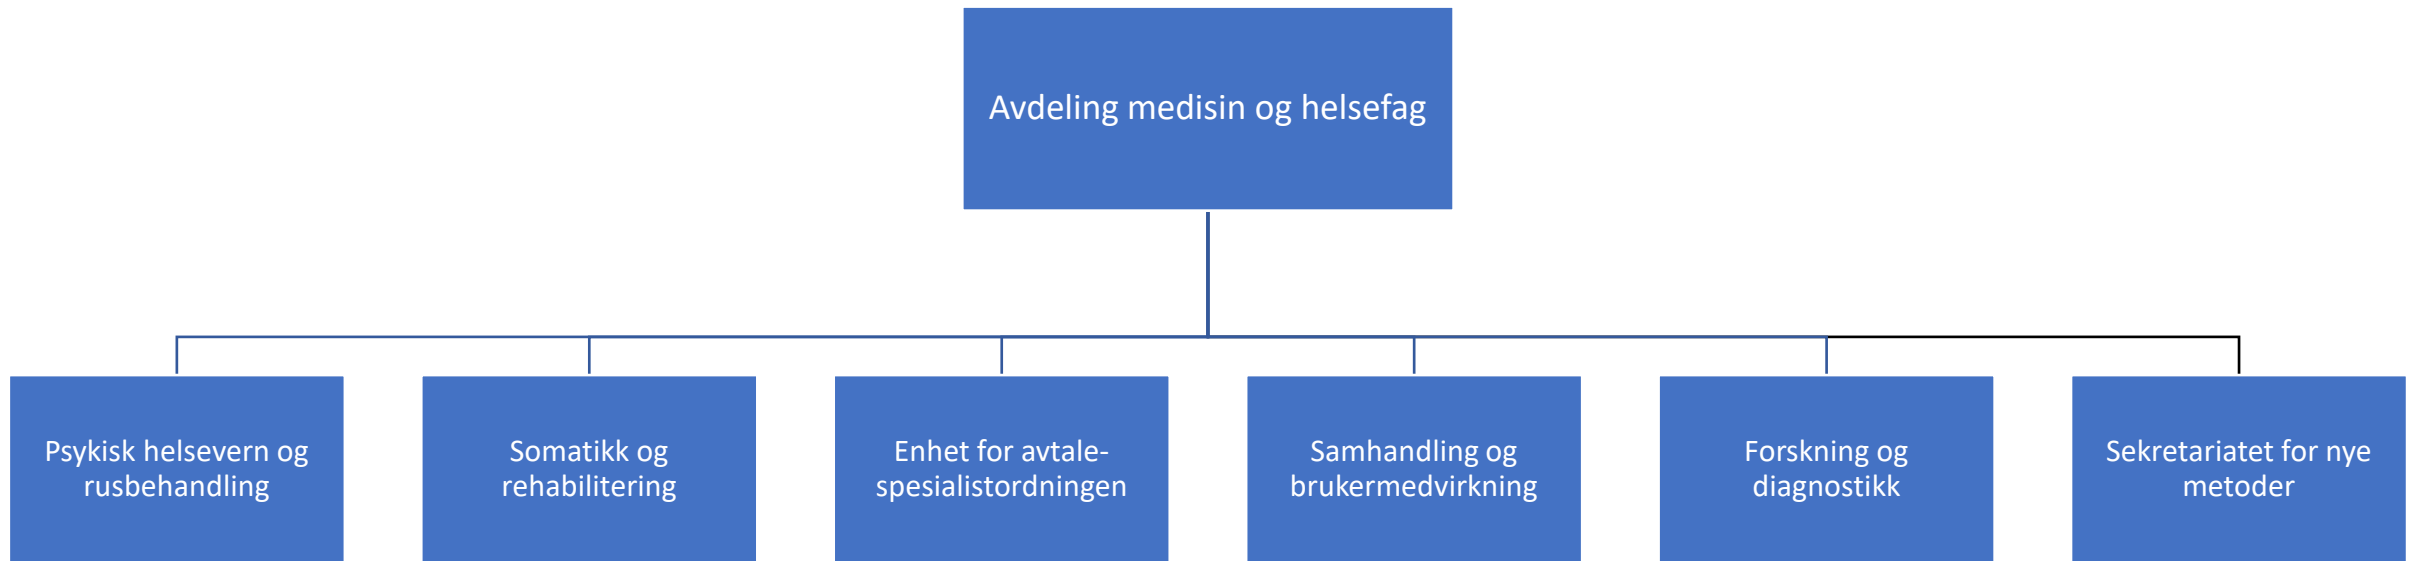 Avdeling medisin og helsefag
Psykisk helsevern og
rusbehandling
Somatikk og
rehabilitering
Enhet for avtale-
spesialistordningen
Samhandling og
brukermedvirkning
Forskning og
diagnostikk
Sekretariatet for nye
metoder